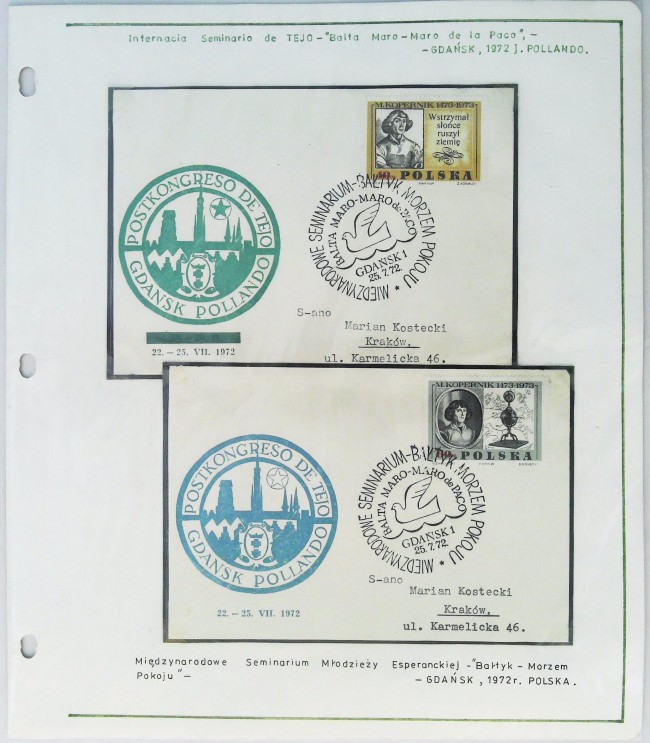 Internacia Seminario de TEJO-"Balta Maro-Maro de la Paco",-
-GDAŃSK, 1972 j. POLLANDO.
M.KOPERNIK 1473-1973
Wstrzymał
słońce
ruszył
ziemię
POLSKA
POSTKONGRESO DE TEJO
GDAŃSK POLLANDO
22. – 25. VII. 1972
MIĘDZYNARODOWE SEMINARIUM-BAŁTYK MORZEM POKOJU
BALTA MARO-MARO de PACO
GDAŃSK 1
25.7.72.
S-ano
Marian Kostecki
Kraków,
ul. Karmelicka 46.
M.KOPERNIK 1473-1973
POLSKA
POSTKONGRESO DE TEJO
GDAŃSK POLLANDO
22. – 25. VII. 1972
MIĘDZYNARODOWE SEMINARIUM-BAŁTYK MORZEM POKOJU
BALTA MARO-MARO de PACO
GDAŃSK 1
25.7.72
S-ano
Marian Kostecki
Kraków,
ul. Karmelicka 46.
Międzynarodowe Seminarium Młodzieży Esperanckiej -"Bałtyk - Morzem
Pokoju"- -GDAŃSK, 1972r. POLSKA.